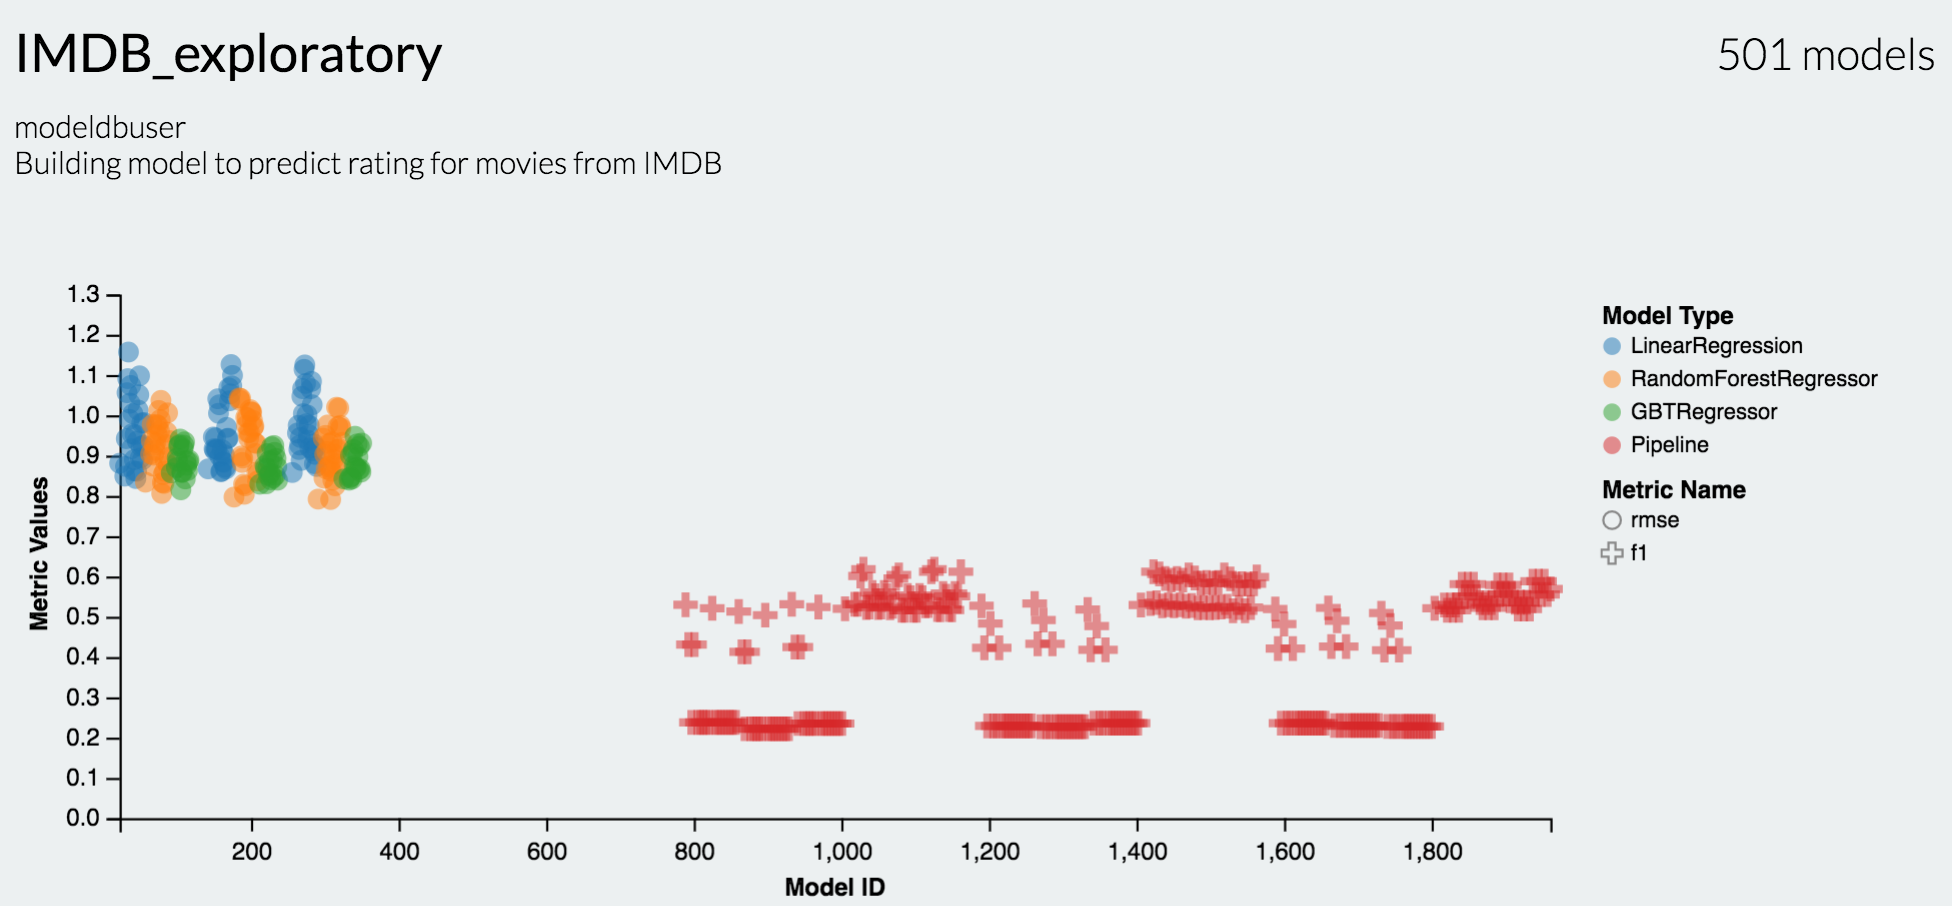 IMDB_exploratory
501 models
modeldbuser
Building model to predict rating for movies from IMDB
1.3
1.2
1.1
1.0
0.9
0.8
0.7
0.6
0.5
0.4
0.3
0.2
0.1
0.0
Metric Values
200 400 600 800 1,000 1,200 1,400 1,600 1,800
Model ID
Model Type
LinearRegression
RandomForestRegressor
GBTRegressor
Pipeline
Metric Name
rmse
f1